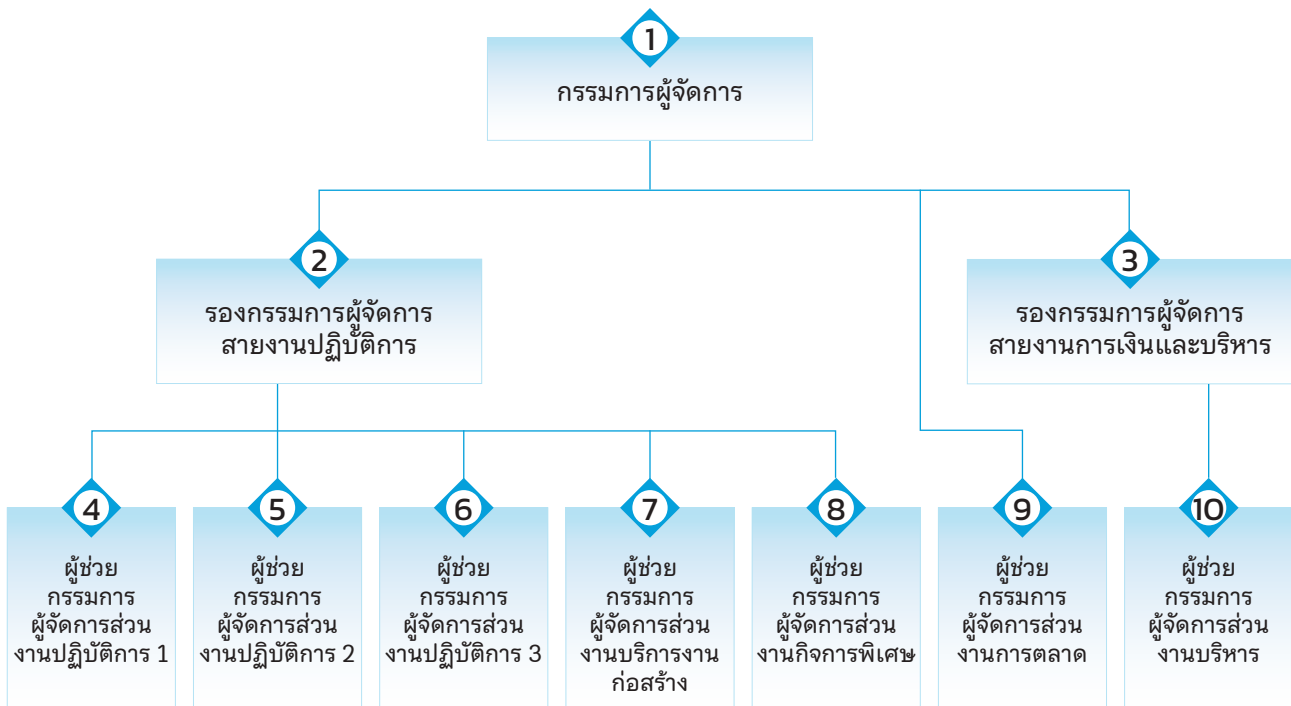 1
กรรมการผู้จัดการ
2
รองกรรมการผู้จัดการ
สายงานปฏิบัติการ
3
รองกรรมการผู้จัดการ
สายงานการเงินและบริหาร
4
ผู้ช่วย
กรรมการ
ผู้จัดการส่วน
งานปฏิบัติการ 1
5
ผู้ช่วย
กรรมการ
ผู้จัดการส่วน
งานปฏิบัติการ 2
6
ผู้ช่วย
กรรมการ
ผู้จัดการส่วน
งานปฏิบัติการ 3
7
ผู้ช่วย
กรรมการ
ผู้จัดการส่วน
งานบริการงาน
ก่อสร้าง
8
ผู้ช่วย
กรรมการ
ผู้จัดการส่วน
งานกิจการพิเศษ
9
ผู้ช่วย
กรรมการ
ผู้จัดการส่วน
งานการตลาด
10
ผู้ช่วย
กรรมการ
ผู้จัดการส่วน
งานบริหาร